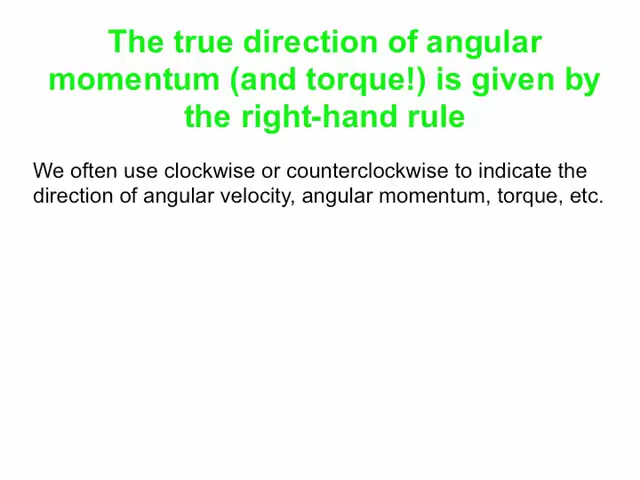 The true direction of angular
momentum (and torque!) is given by
the right-hand rule
We often use clockwise or counterclockwise to indicate the
direction of angular velocity, angular momentum, torque, etc.